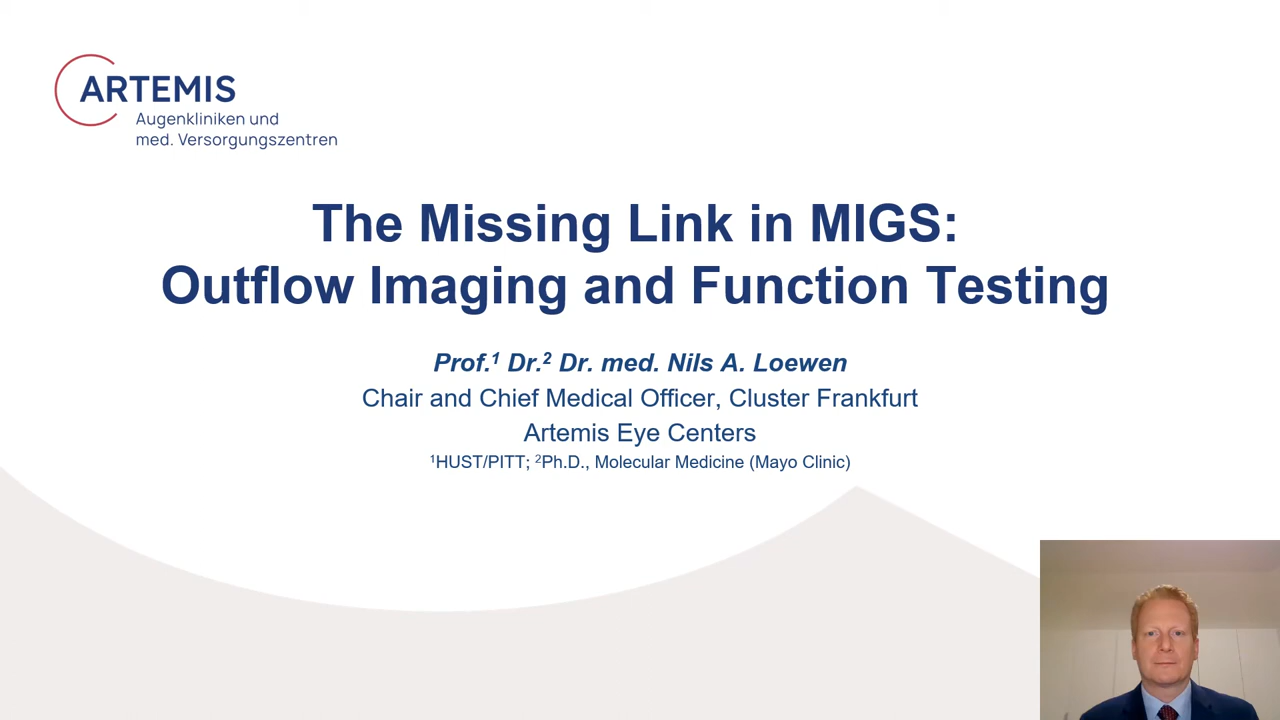 ARTEMIS
Augenkliniken und
med. Versorgungszentren
The Missing Link in MIGS:
Outflow Imaging and Function Testing
Prof.¹ Dr.² Dr. med. Nils A. Loewen
Chair and Chief Medical Officer, Cluster Frankfurt
Artemis Eye Centers
¹HUST/PITT; ²Ph.D., Molecular Medicine (Mayo Clinic)